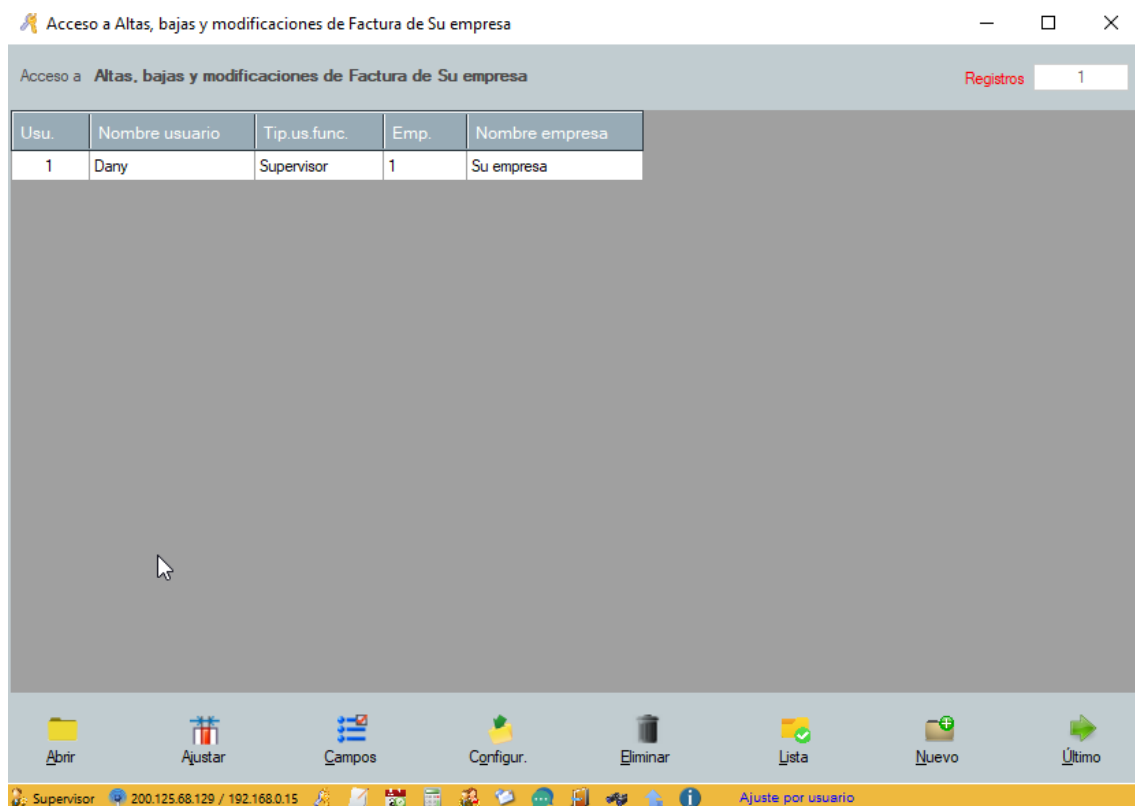 Acceso a Altas, bajas y modificaciones de Factura de Su empresa
Acceso a Altas, bajas y modificaciones de Factura de Su empresa Registros 1
Usu. Nombre usuario Tip.us.func. Emp. Nombre empresa
1 Dany Supervisor 1 Su empresa
Abrir Ajustar Campos Configur. Eliminar Lista Nuevo Último
Supervisor 200.125.68.129 / 192.168.0.15 Ajuste por usuario